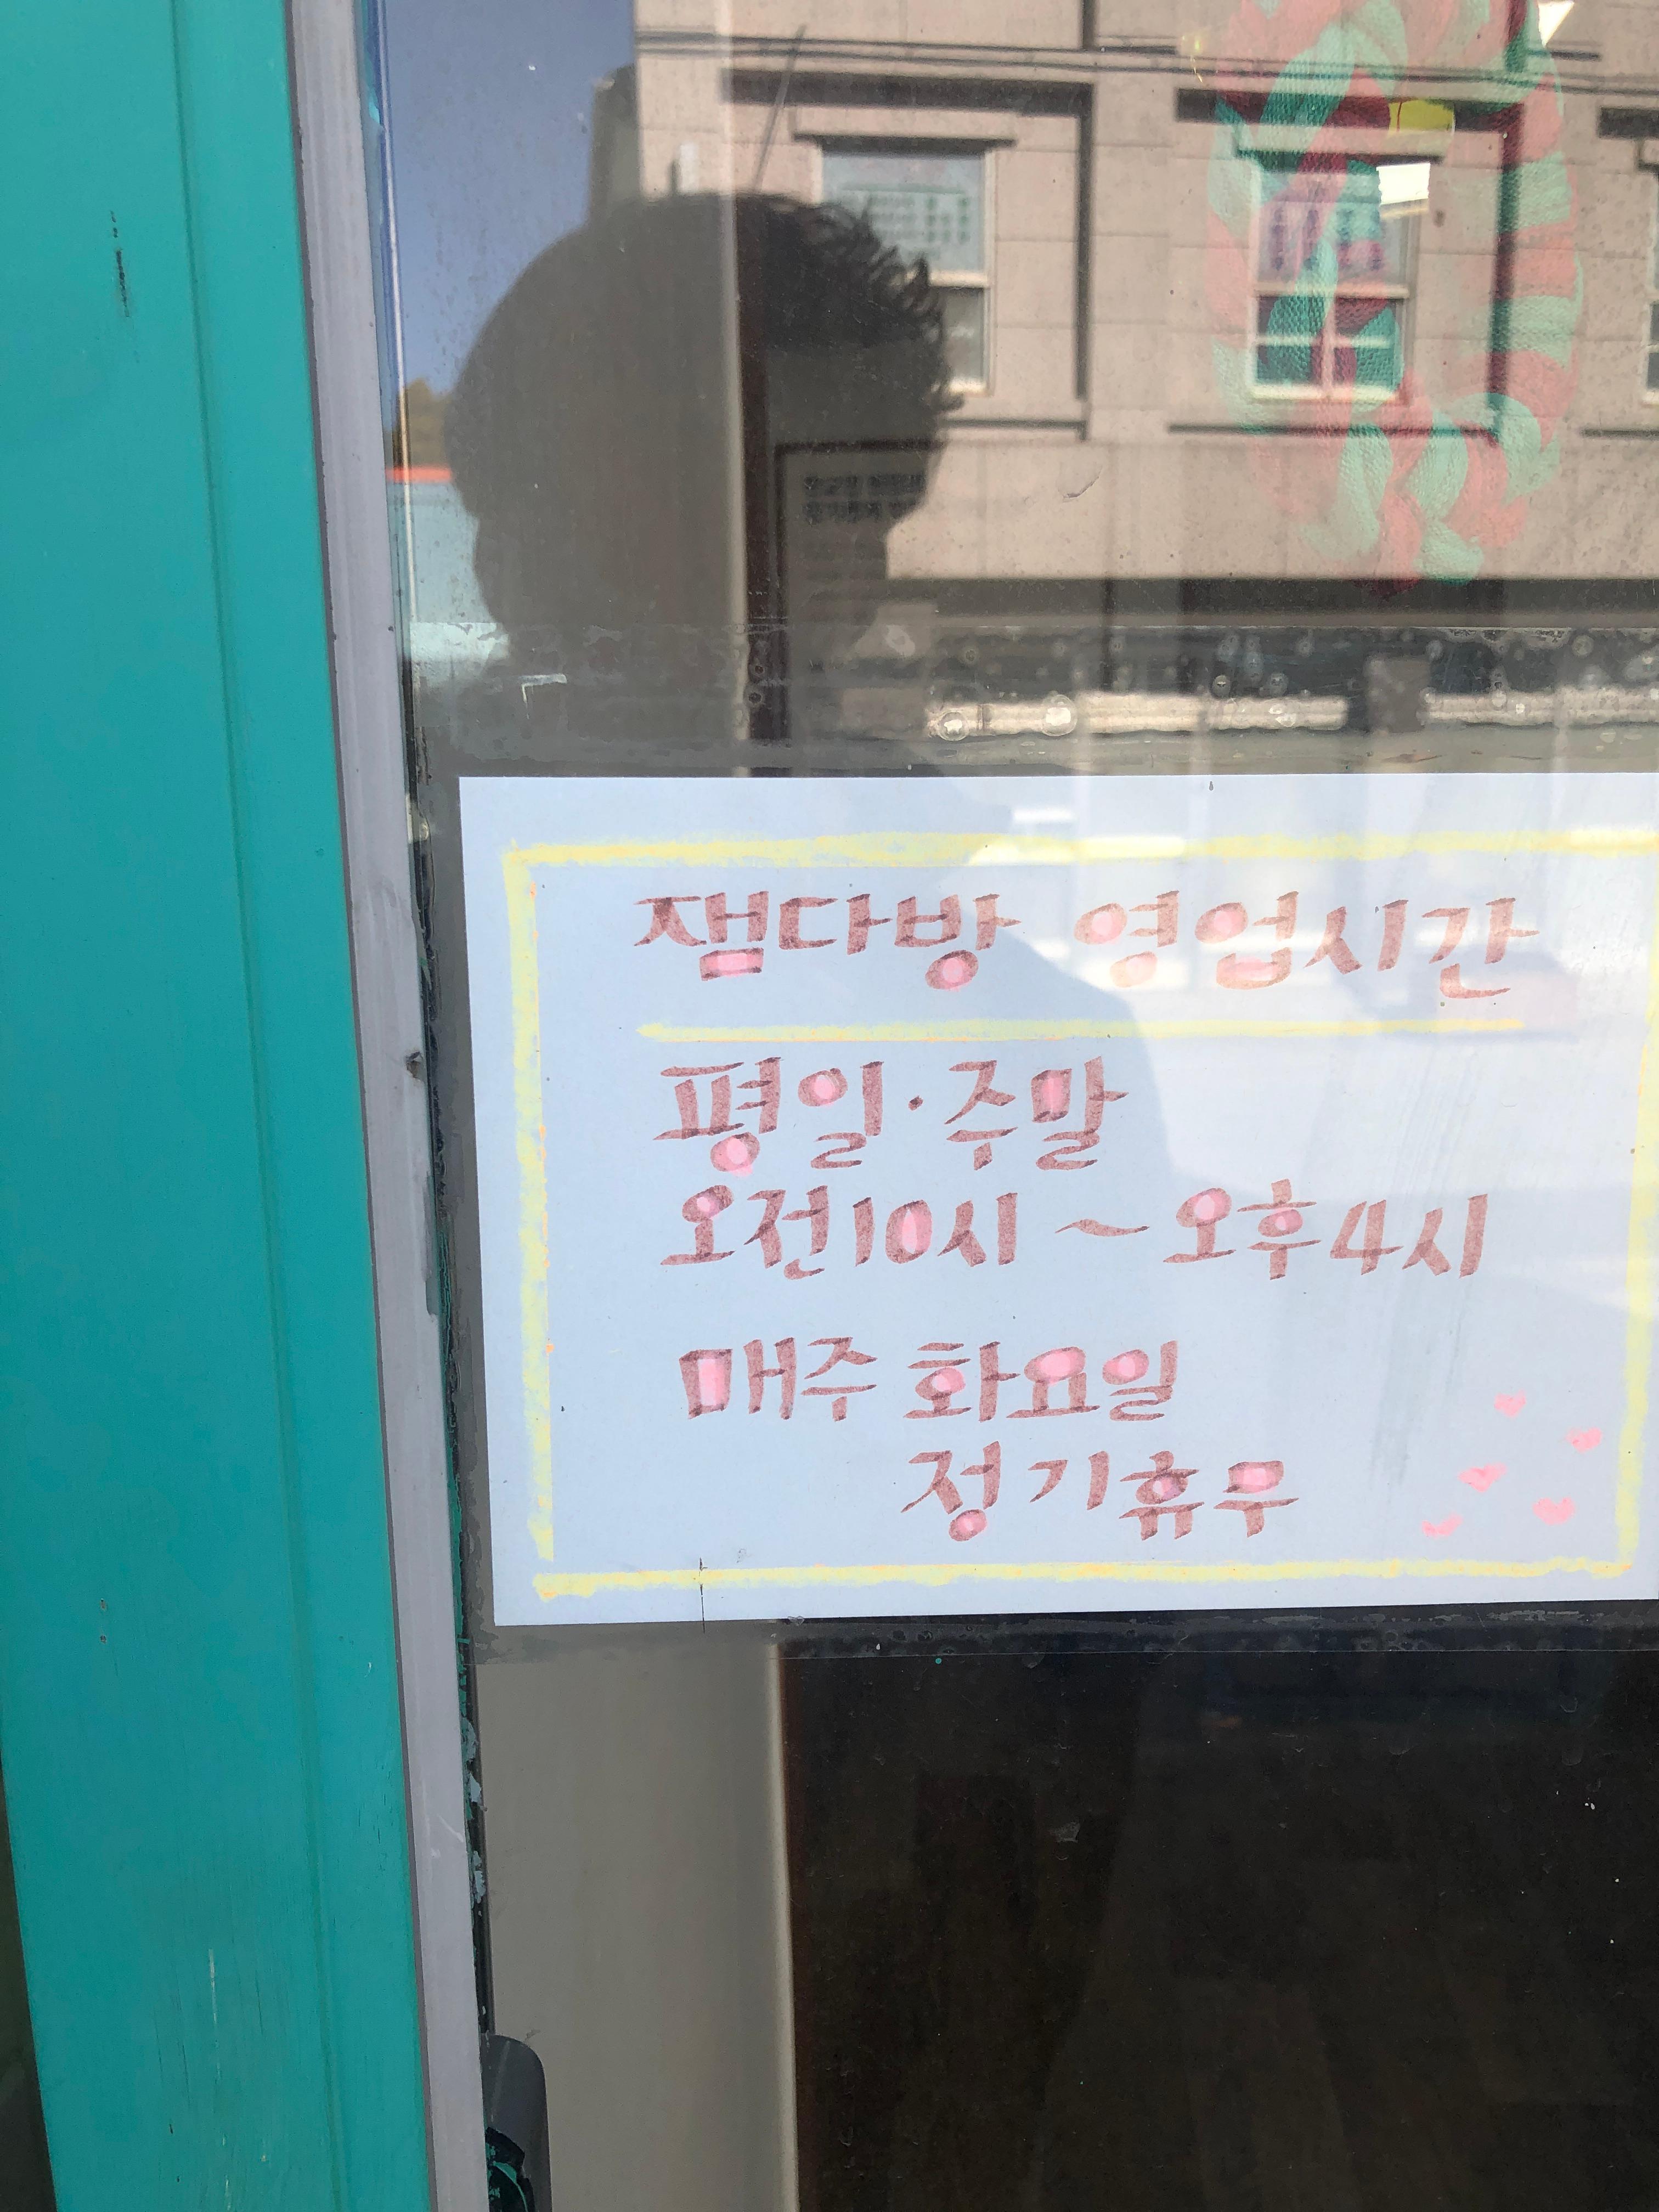 잼다방 영업시간
평일·주말
오전10시 ~ 오후4시
매주 화요일
정기휴무